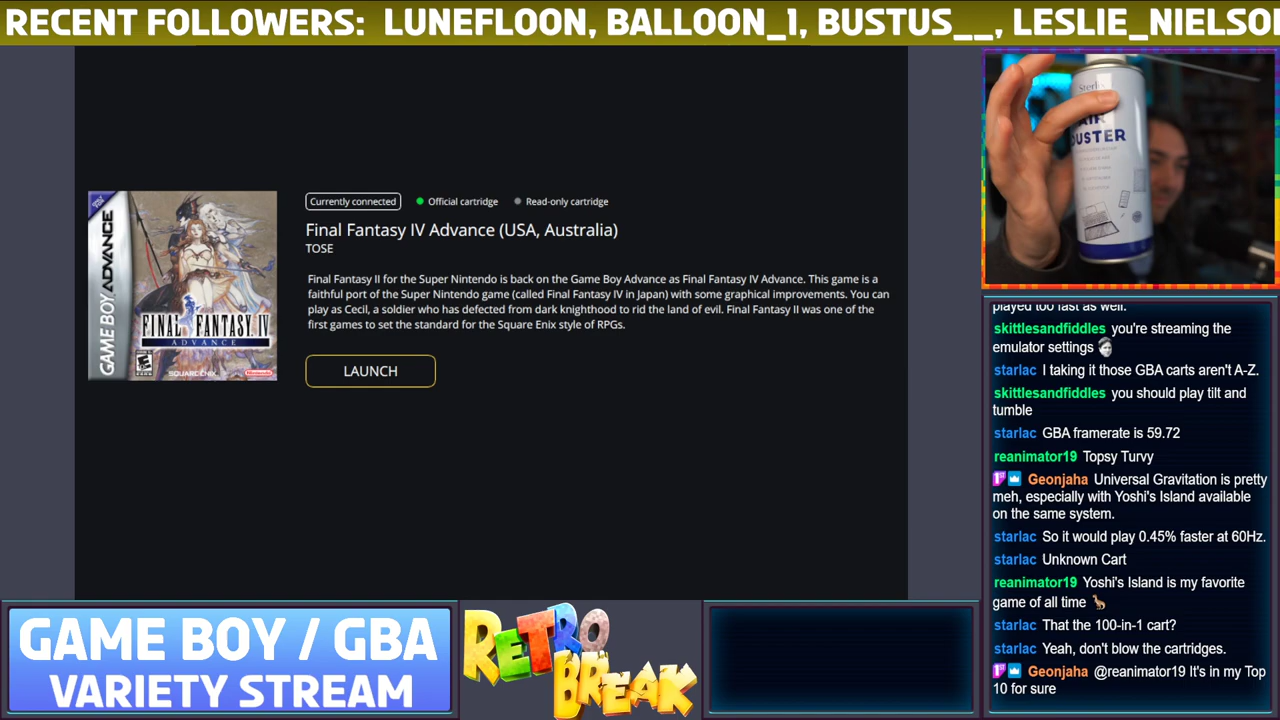 RECENT FOLLOWERS: LUNEFLOON, BALLOON_1, BUSTUS__, LESLIE_NIELSO
Sterli
AIR
DUSTER
Currently connected
Official cartridge
Read-only cartridge
Final Fantasy IV Advance (USA, Australia)
TOSE
Final Fantasy II for the Super Nintendo is back on the Game Boy Advance as Final Fantasy IV Advance. This game is a
faithful port of the Super Nintendo game (called Final Fantasy IV in Japan) with some graphical improvements. You can
play as Cecil, a soldier who has defected from dark knighthood to rid the land of evil. Final Fantasy II was one of the
first games to set the standard for the Square Enix style of RPGs.
LAUNCH
GAME BOY ADVANCE
FINAL FANTASY IV
ADVANCE
SQUARE ENIX
Nintendo
played too fast as well.
skittlesandfiddles you're streaming the
emulator settings
starlac I taking it those GBA carts aren't A-Z.
skittlesandfiddles you should play tilt and
tumble
starlac GBA framerate is 59.72
reanimator19 Topsy Turvy
Geonjaha Universal Gravitation is pretty
meh, especially with Yoshi's Island available
on the same system.
starlac So it would play 0.45% faster at 60Hz.
starlac Unknown Cart
reanimator19 Yoshi's Island is my favorite
game of all time
starlac That the 100-in-1 cart?
starlac Yeah, don't blow the cartridges.
Geonjaha @reanimator19 It's in my Top
10 for sure
GAME BOY / GBA
VARIETY STREAM
RETRO
BREAK